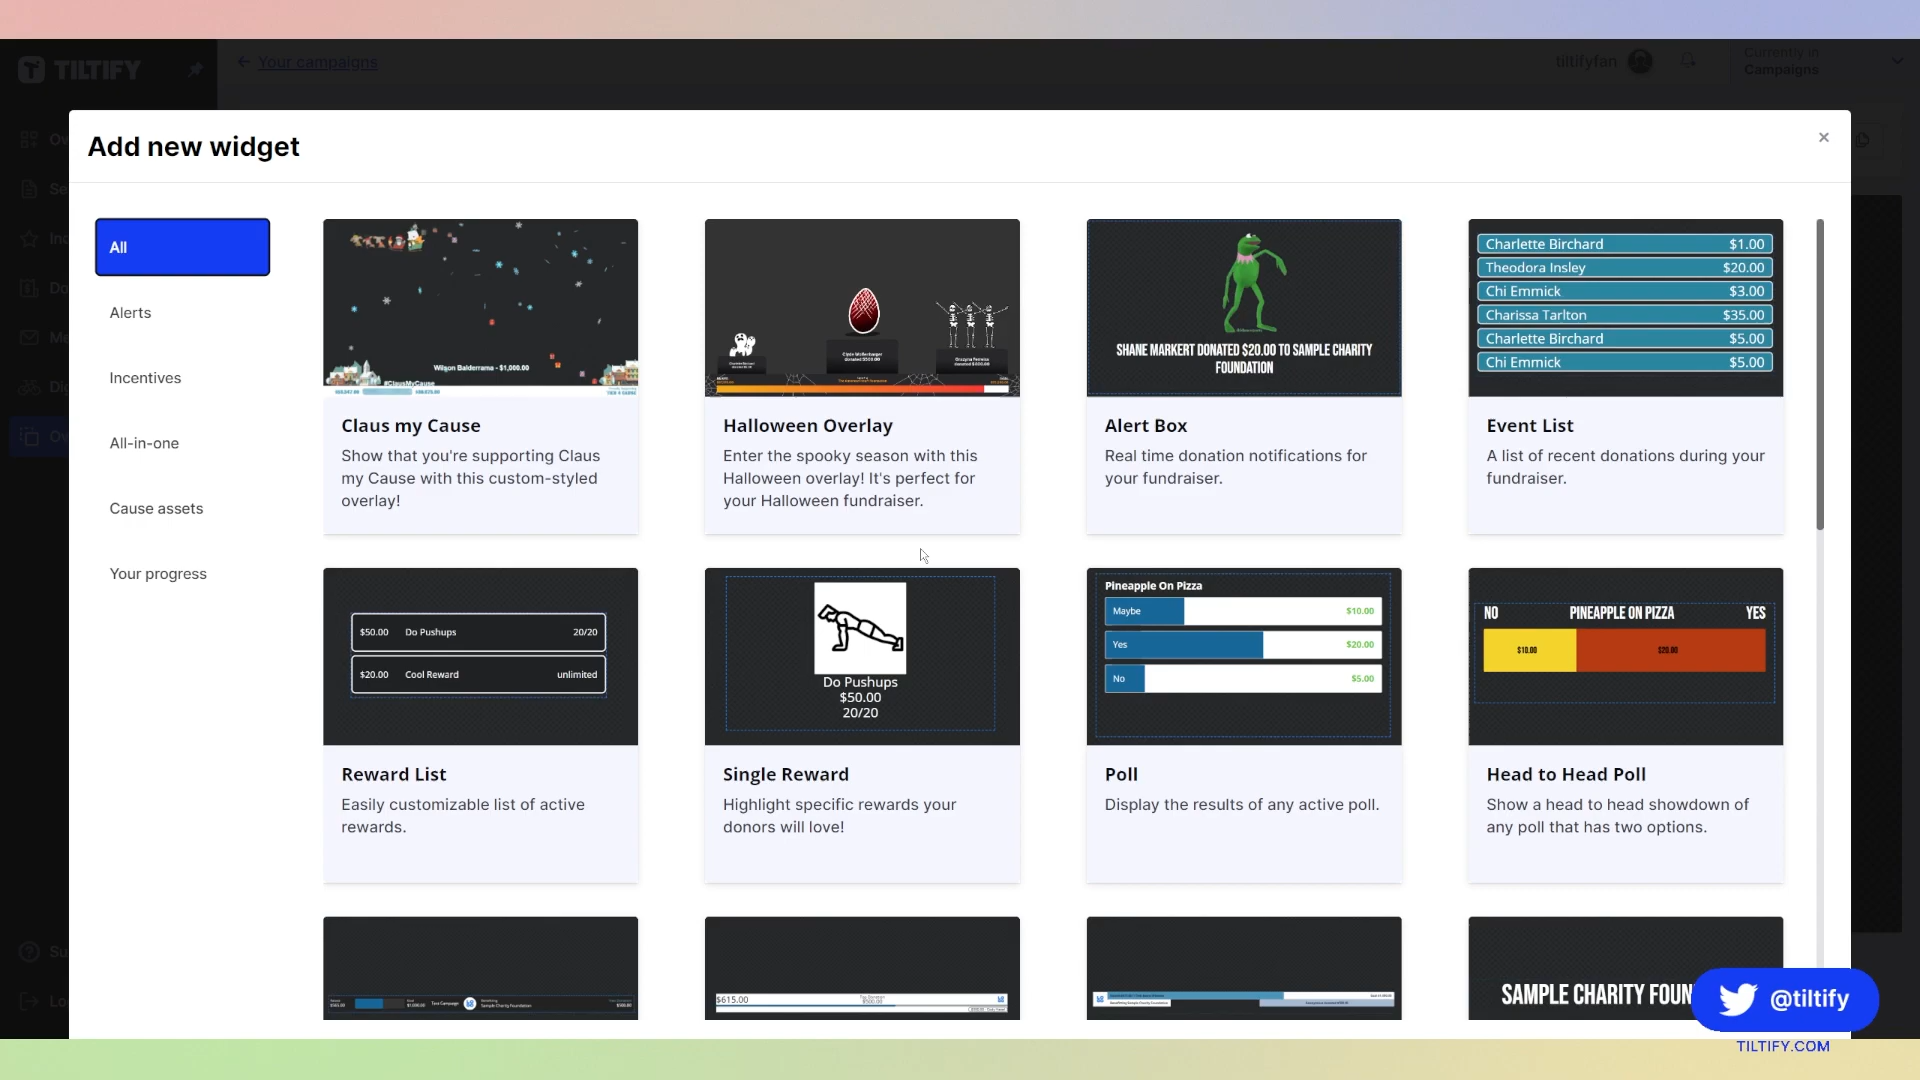 TILTIFY
Your campaigns
tiltifyfan
Currently in
Campaigns
Add new widget
All
Alerts
Incentives
All-in-one
Cause assets
Your progress
Wilson Balderrama - $1,000.00
#ClausMyCause
Claus my Cause
Show that you're supporting Claus
my Cause with this custom-styled
overlay!
Halloween Overlay
Enter the spooky season with this
Halloween overlay! It's perfect for
your Halloween fundraiser.
SHANE MARKERT DONATED $20.00 TO SAMPLE CHARITY
FOUNDATION
Alert Box
Real time donation notifications for
your fundraiser.
Charlette Birchard $1.00
Theodora Insley $20.00
Chi Emmick $3.00
Charissa Tarlton $35.00
Charlette Birchard $5.00
Chi Emmick $5.00
Event List
A list of recent donations during your
fundraiser.
$50.00 Do Pushups 20/20
$20.00 Cool Reward unlimited
Reward List
Easily customizable list of active
rewards.
Do Pushups
$50.00
20/20
Single Reward
Highlight specific rewards your
donors will love!
Pineapple On Pizza
Maybe $10.00
Yes $20.00
No $5.00
Poll
Display the results of any active poll.
NO PINEAPPLE ON PIZZA YES
$10.00 $20.00
Head to Head Poll
Show a head to head showdown of
any poll that has two options.
$615.00
SAMPLE CHARITY FOUN
@tiltify
TILTIFY.COM